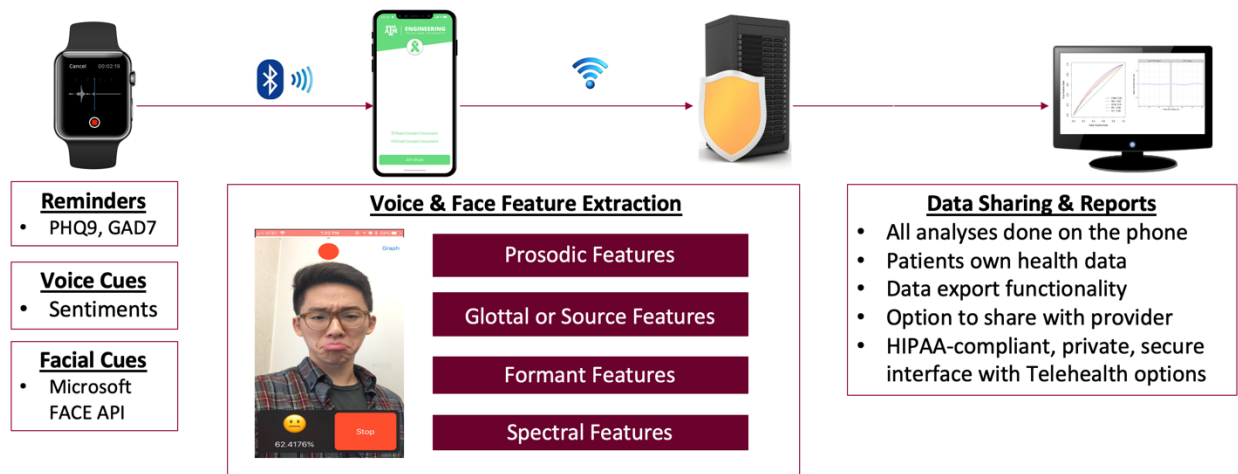 Cancel 00:02:19
ATM ENGINEERING
Join Study
Reminders
• PHQ9, GAD7
Voice Cues
• Sentiments
Facial Cues
• Microsoft
FACE API
Voice & Face Feature Extraction
Graph
62.4176%
Stop
Prosodic Features
Glottal or Source Features
Formant Features
Spectral Features
Data Sharing & Reports
• All analyses done on the phone
• Patients own health data
• Data export functionality
• Option to share with provider
• HIPAA-compliant, private, secure
interface with Telehealth options